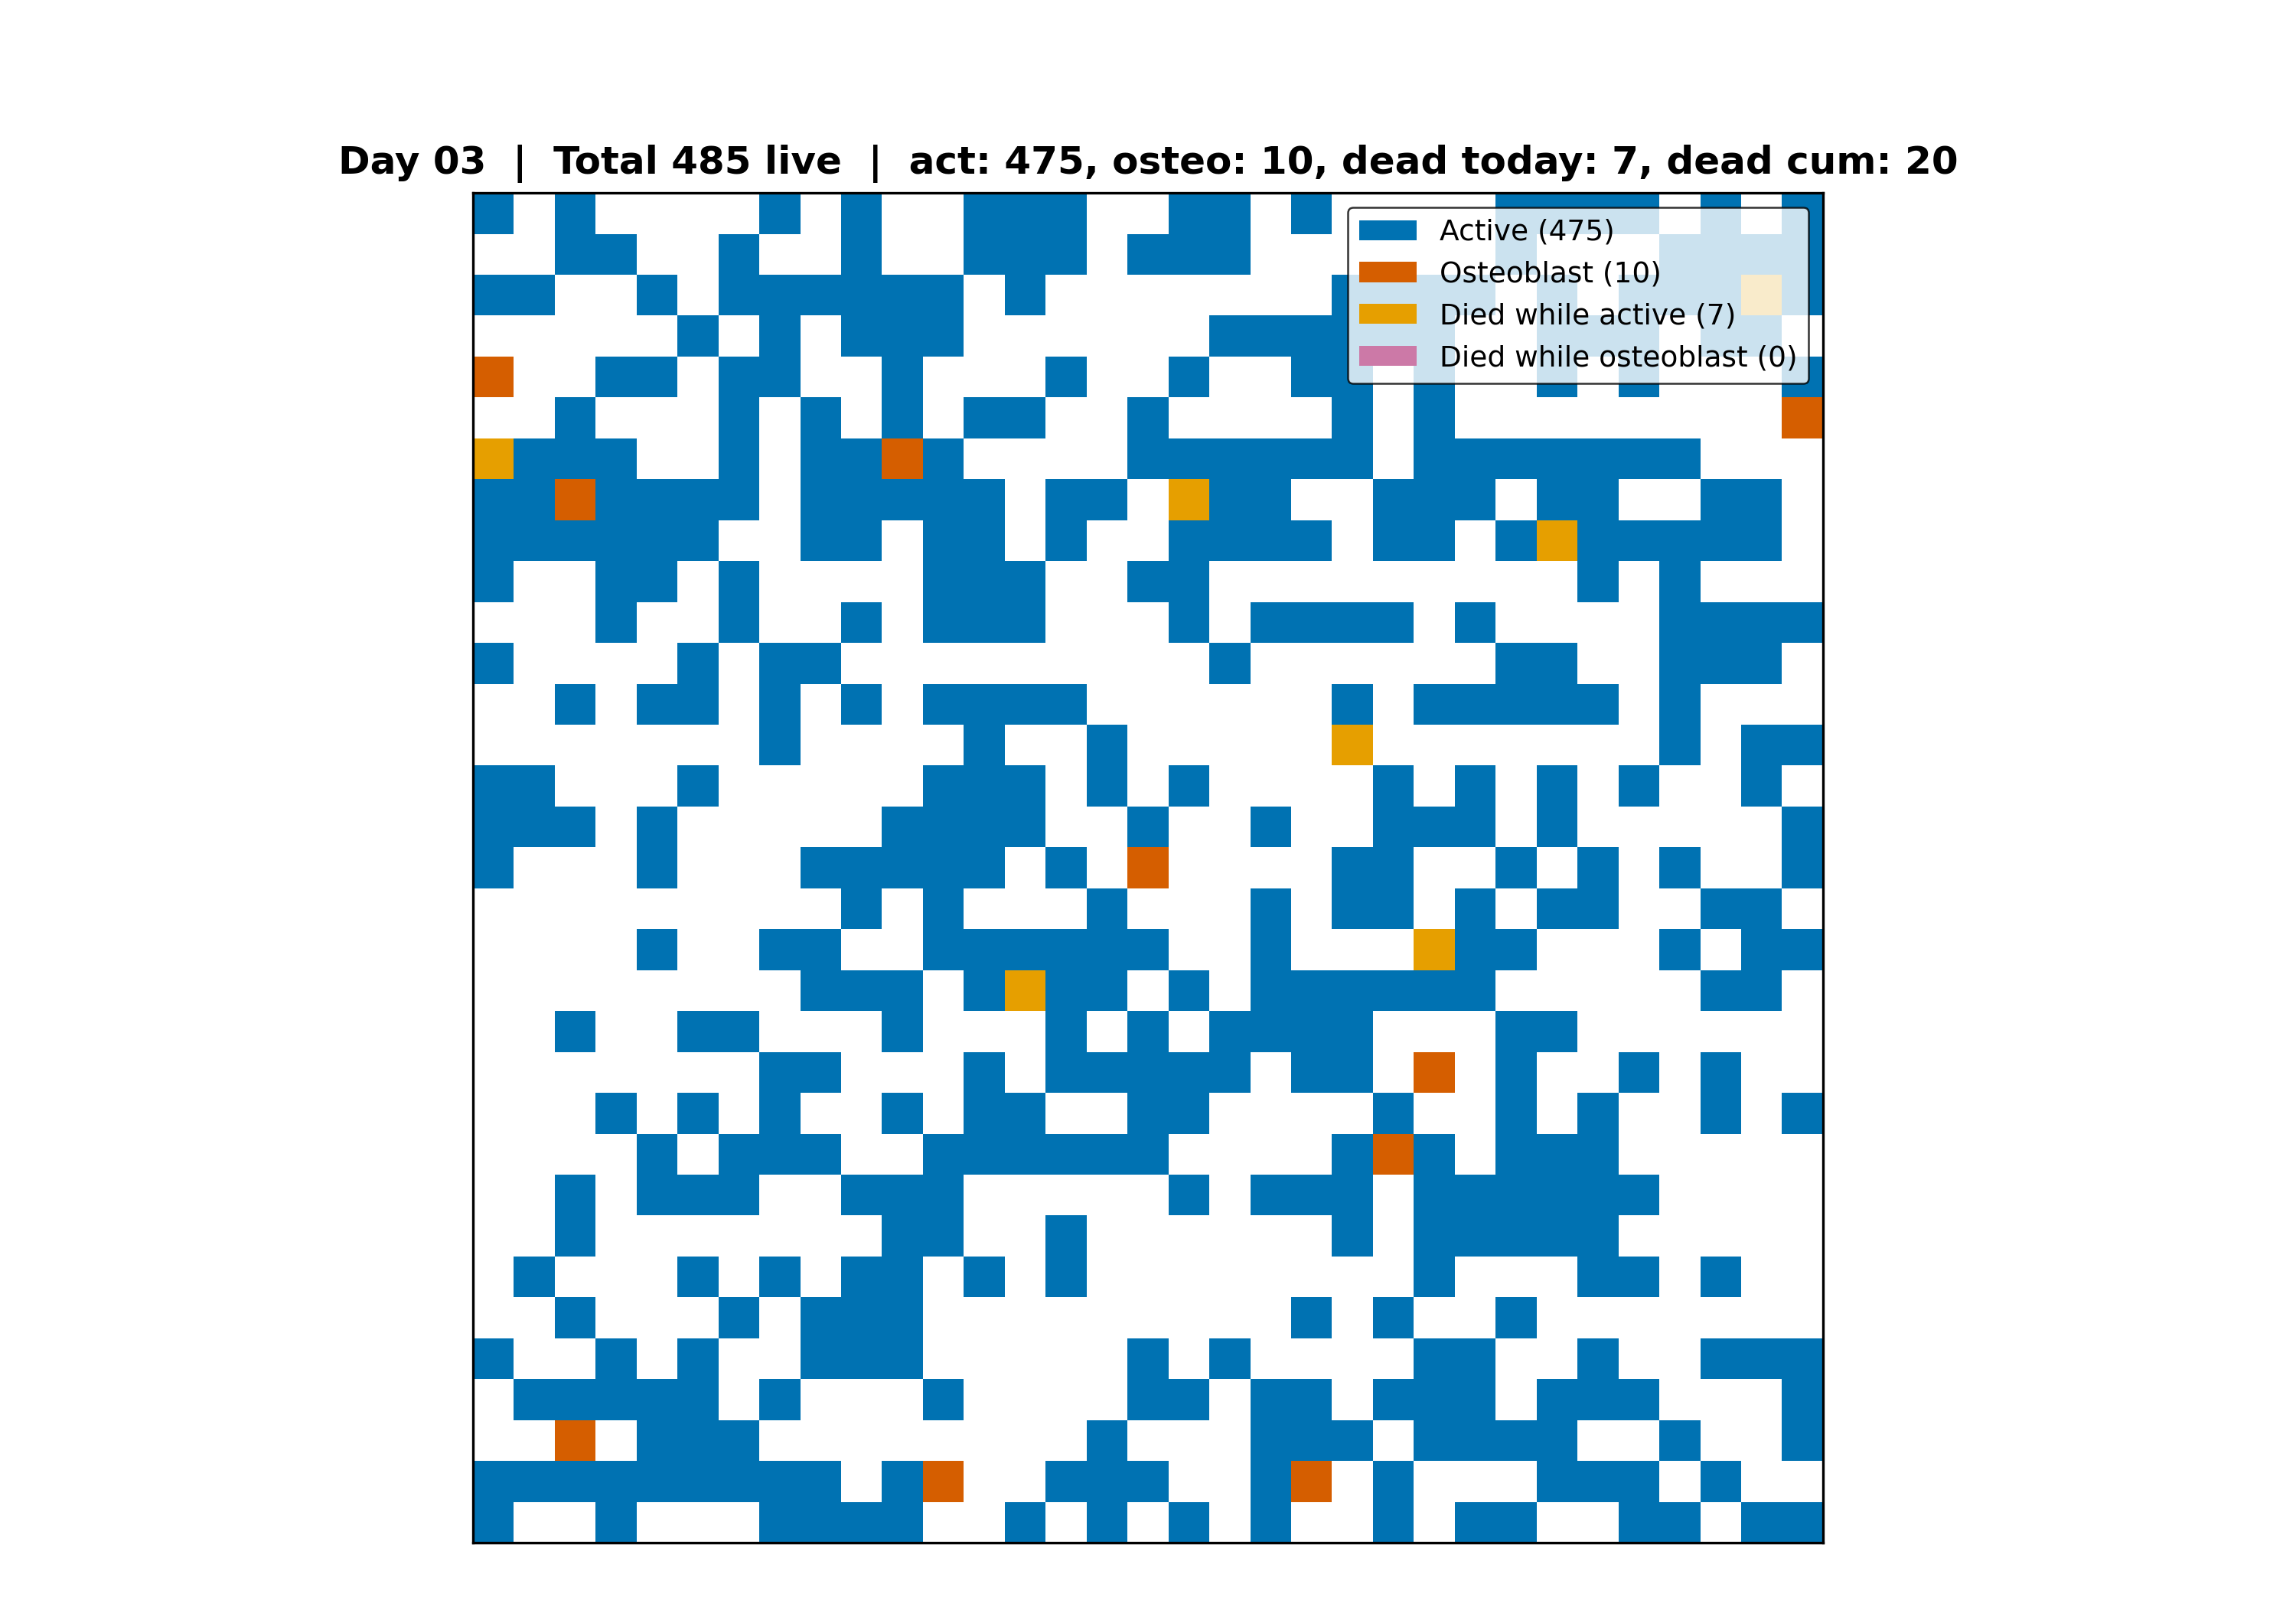 Day 03 | Total 485 live | act: 475, osteo: 10, dead today: 7, dead cum: 20
Active (475)
Osteoblast (10)
Died while active (7)
Died while osteoblast (0)